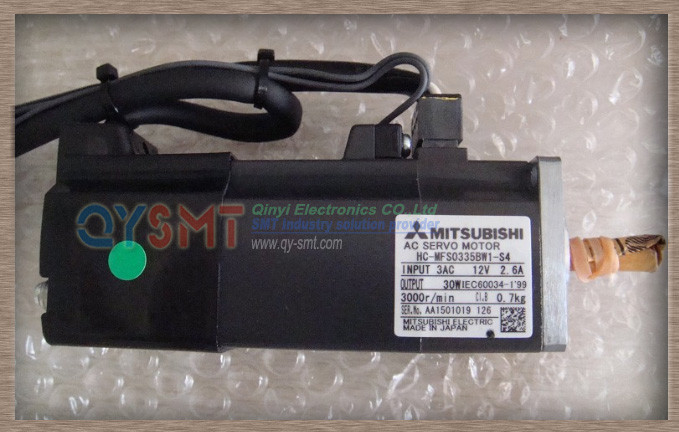 QYSMT
Qinyi Electronics CO.,Ltd
SMT Industry solution provider
www.qy-smt.com
MITSUBISHI
AC SERVO MOTOR
HC-MFS0335BW1-S4
INPUT 3AC 12V 2.6A
OUTPUT 30W IEC60034-1'99
3000r/min Cl.B 0.7kg
SER.No. AA1501019 126
MITSUBISHI ELECTRIC
MADE IN JAPAN